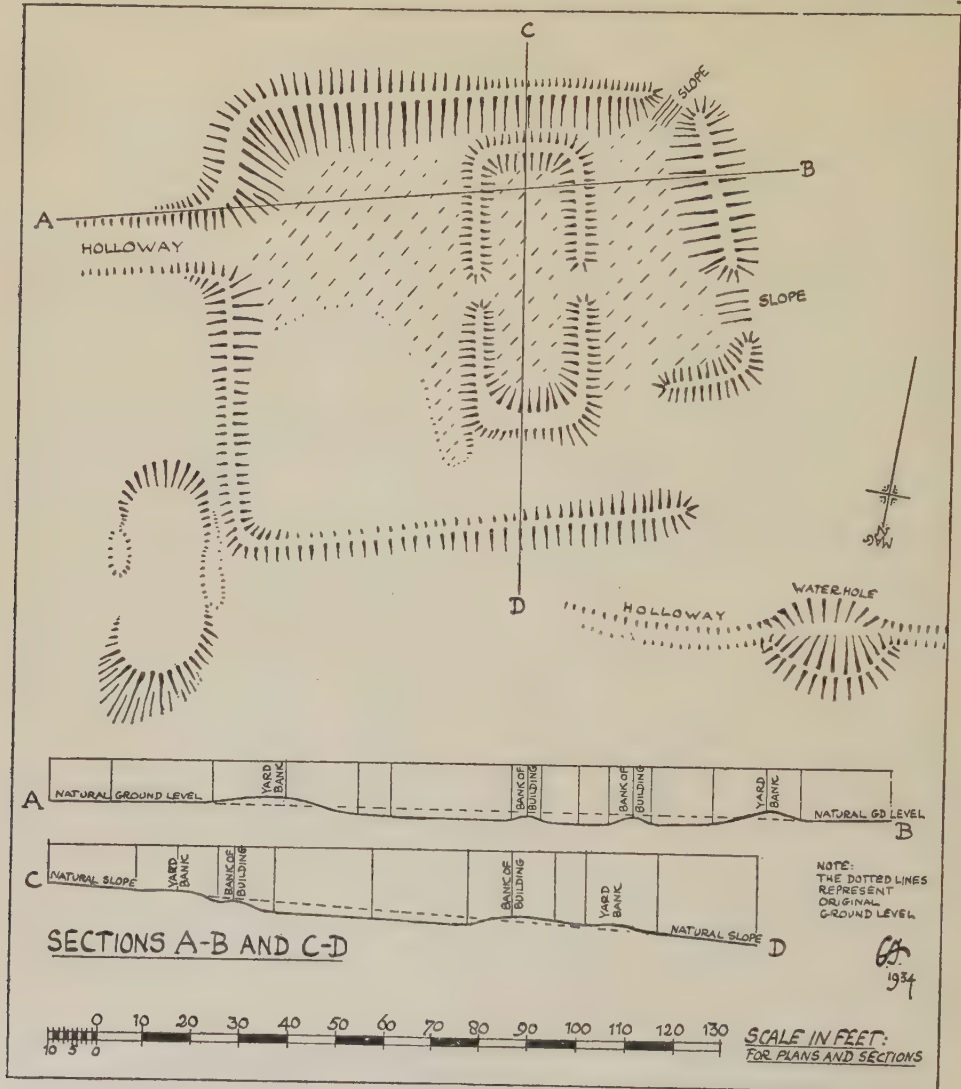 C
SLOPE
B
A
HOLLOWAY
SLOPE
MAG
D
HOLLOWAY
WATERHOLE
YARD
BANK
BANK OF
BUILDING
BANK OF
BUILDING
YARD
BANK
A
NATURAL GROUND LEVEL
NATURAL GD LEVEL
B
C
NATURAL SLOPE
YARD
BANK
BANK OF
BUILDING
BANK OF
BUILDING
YARD
BANK
NATURAL SLOPE
D
NOTE:
THE DOTTED LINES
REPRESENT
ORIGINAL
GROUND LEVEL
SECTIONS A-B AND C-D
1934
10 5 0
0 10 20 30 40 50 60 70 80 90 100 110 120 130
SCALE IN FEET:
FOR PLANS AND SECTIONS